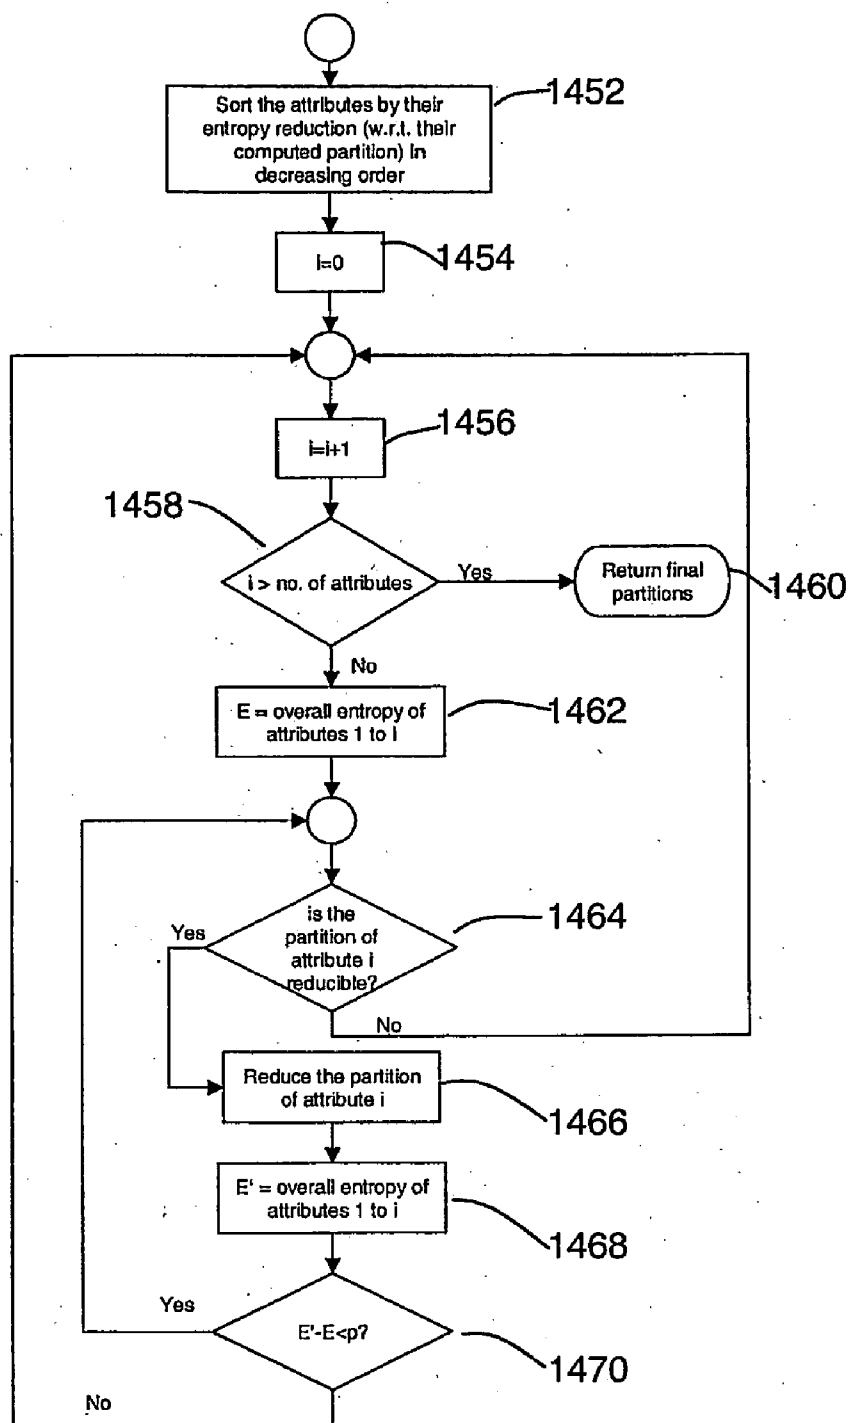 Sort the attributes by their
entropy reduction (w.r.t. their
computed partition) in
decreasing order
1452
i=0
1454
i=i+1
1456
1458
i > no. of attributes
Yes
Return final
partitions
1460
No
E = overall entropy of
attributes 1 to i
1462
is the
partition of
attribute i
reducible?
1464
Yes
No
Reduce the partition
of attribute i
1466
E' = overall entropy of
attributes 1 to i
1468
Yes
E'-E<p?
1470
No